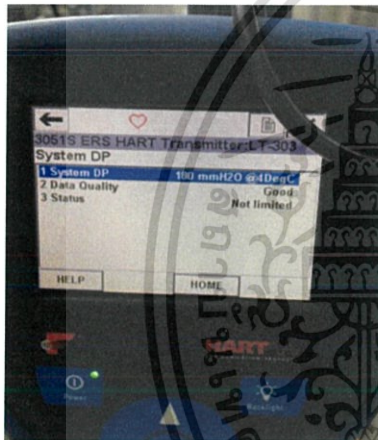 3051S ERS HART Transmitter:LT-303
System DP
1 System DP 180 mmH2O @4DegC
2 Data Quality Good
3 Status Not limited
HELP HOME
HART
Power
Backlight